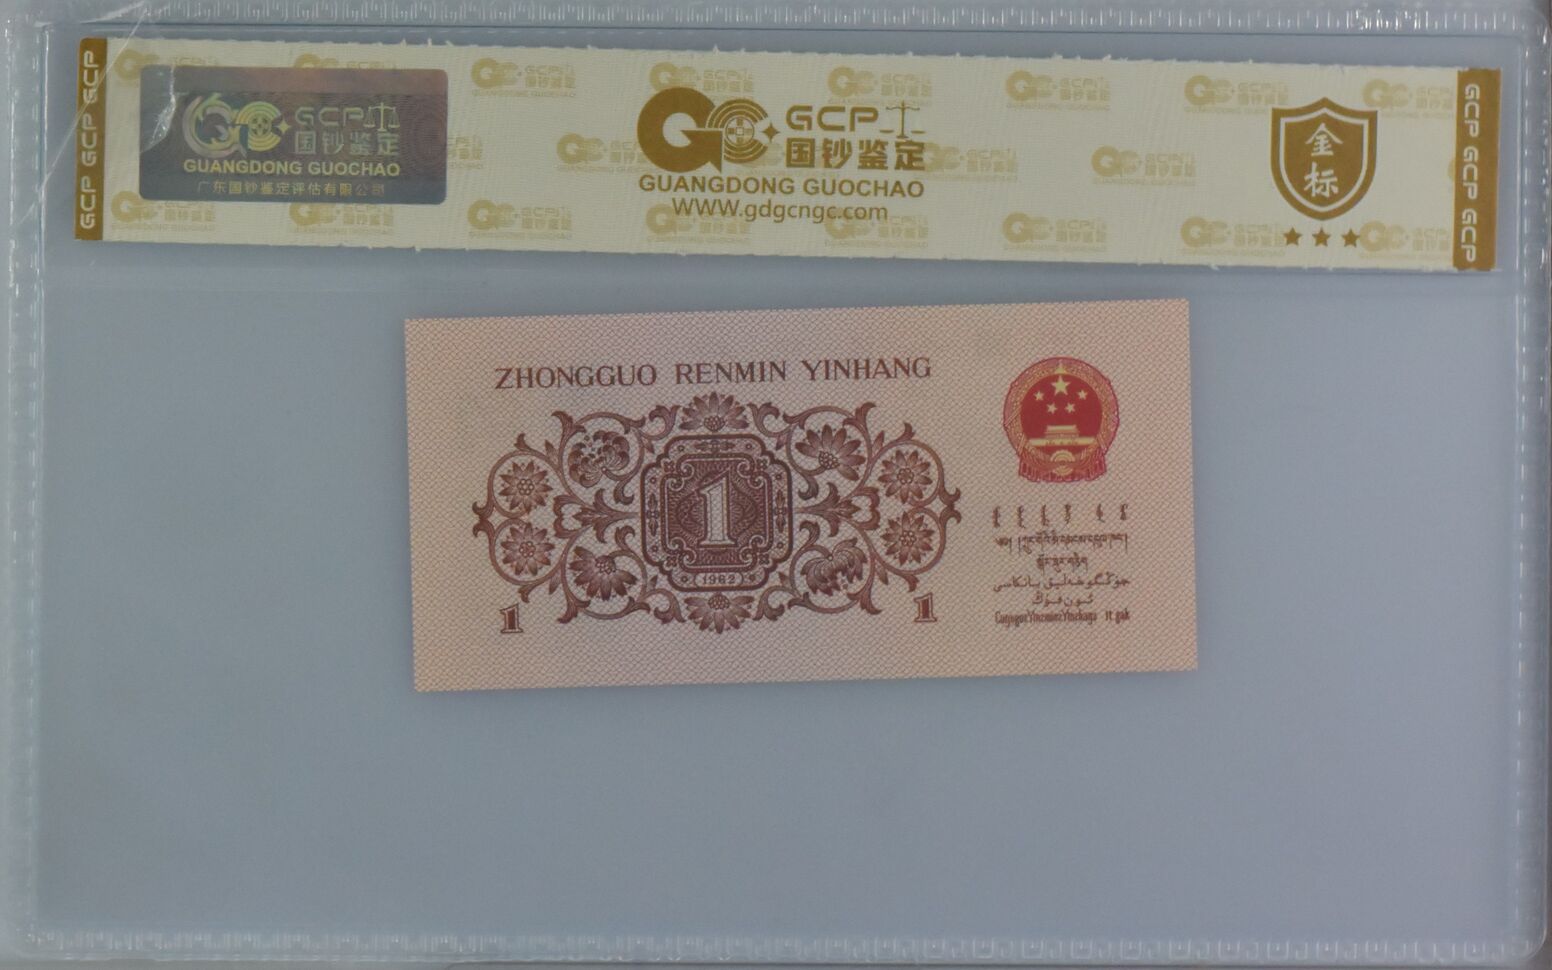 GCP GCP GCP
GCP
国钞鉴定
GUANGDONG GUOCHAO
广东国钞鉴定评估有限公司
GCP
国钞鉴定
GUANGDONG GUOCHAO
WWW.gdgcngc.com
金标
GCP GCP GCP
ZHONGGUO RENMIN YINHANG
1
(1962)
1
1